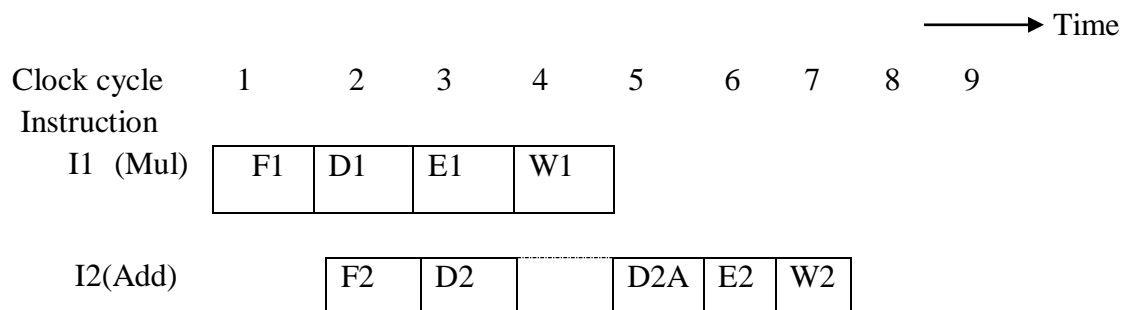 Time
Clock cycle 1 2 3 4 5 6 7 8 9
Instruction
I1 (Mul) F1 D1 E1 W1
I2(Add) F2 D2 D2A E2 W2